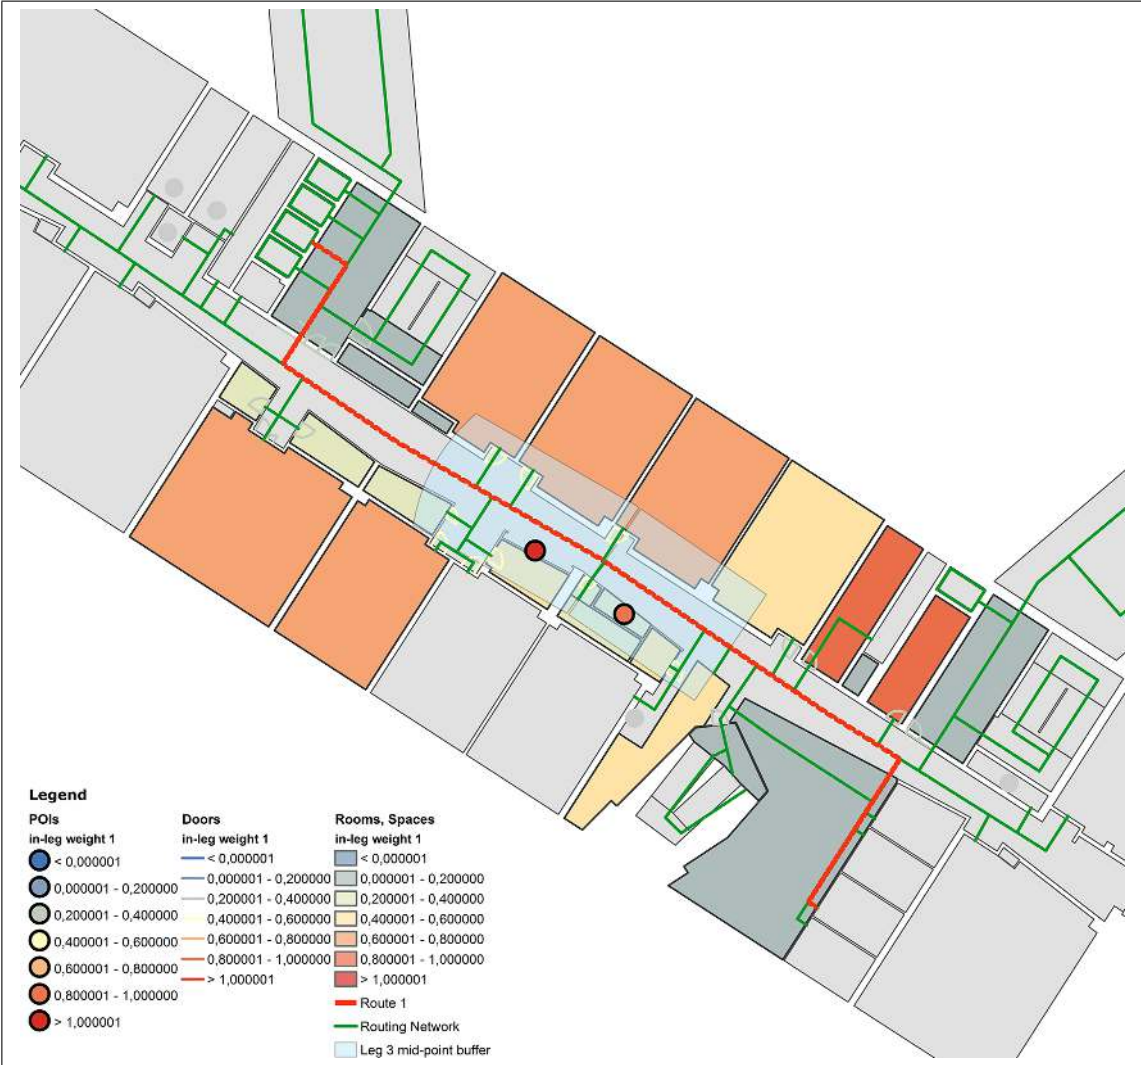 Legend
POIs
in-leg weight 1
< 0,000001
0,000001 - 0,200000
0,200001 - 0,400000
0,400001 - 0,600000
0,600001 - 0,800000
0,800001 - 1,000000
> 1,000001
Doors
in-leg weight 1
< 0,000001
0,000001 - 0,200000
0,200001 - 0,400000
0,400001 - 0,600000
0,600001 - 0,800000
0,800001 - 1,000000
> 1,000001
Rooms, Spaces
in-leg weight 1
< 0,000001
0,000001 - 0,200000
0,200001 - 0,400000
0,400001 - 0,600000
0,600001 - 0,800000
0,800001 - 1,000000
> 1,000001
Route 1
Routing Network
Leg 3 mid-point buffer